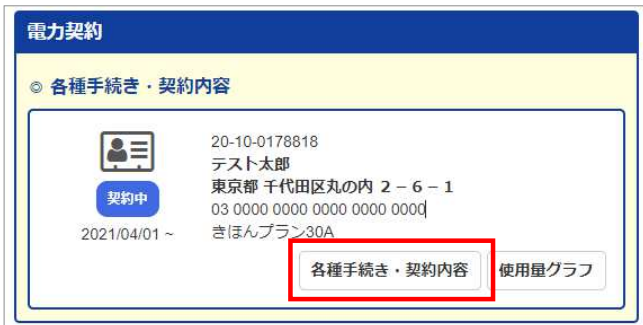 電力契約
◎ 各種手続き・契約内容
20-10-0178818
テスト太郎
東京都 千代田区丸の内 2－6－1
契約中
03 0000 0000 0000 0000 0000
2021/04/01 ~
きほんプラン30A
各種手続き・契約内容
使用量グラフ